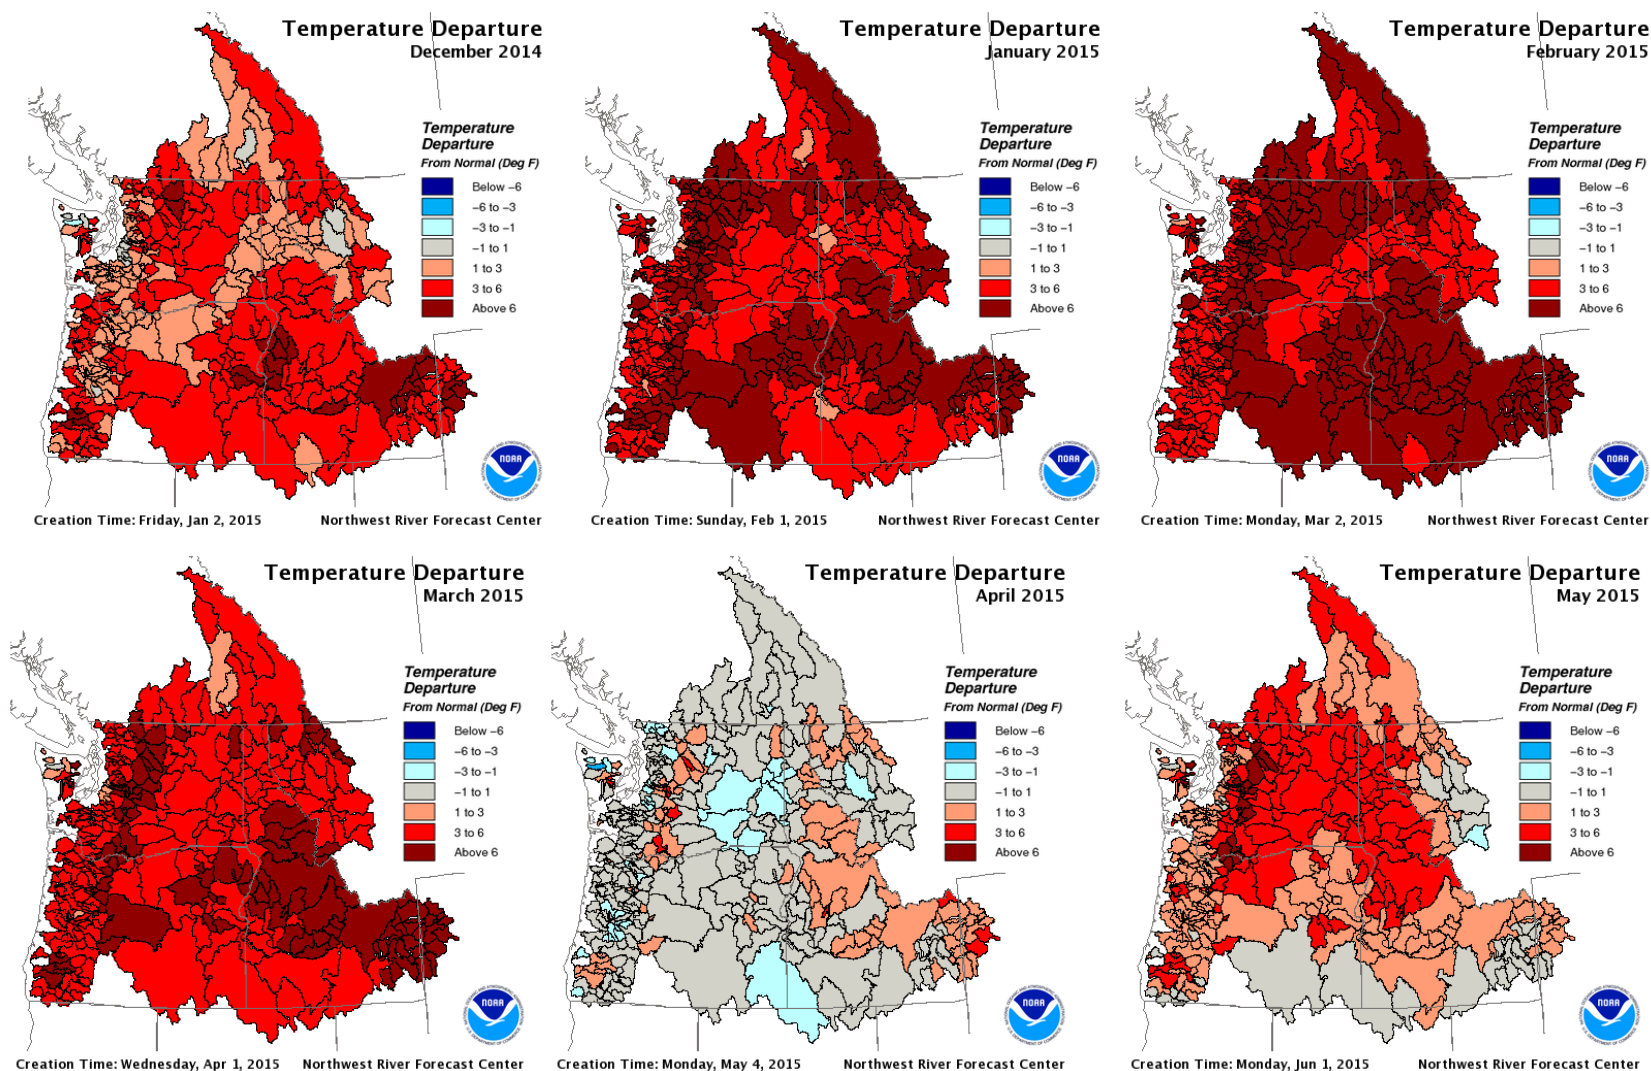 Temperature Departure
December 2014
Temperature
Departure
From Normal (Deg F)
Below −6
−6 to −3
−3 to −1
−1 to 1
1 to 3
3 to 6
Above 6
NOAA
Creation Time: Friday, Jan 2, 2015
Northwest River Forecast Center
Temperature Departure
January 2015
Temperature
Departure
From Normal (Deg F)
Below −6
−6 to −3
−3 to −1
−1 to 1
1 to 3
3 to 6
Above 6
NOAA
Creation Time: Sunday, Feb 1, 2015
Northwest River Forecast Center
Temperature Departure
February 2015
Temperature
Departure
From Normal (Deg F)
Below −6
−6 to −3
−3 to −1
−1 to 1
1 to 3
3 to 6
Above 6
NOAA
Creation Time: Monday, Mar 2, 2015
Northwest River Forecast Center
Temperature Departure
March 2015
Temperature
Departure
From Normal (Deg F)
Below −6
−6 to −3
−3 to −1
−1 to 1
1 to 3
3 to 6
Above 6
NOAA
Creation Time: Wednesday, Apr 1, 2015
Northwest River Forecast Center
Temperature Departure
April 2015
Temperature
Departure
From Normal (Deg F)
Below −6
−6 to −3
−3 to −1
−1 to 1
1 to 3
3 to 6
Above 6
NOAA
Creation Time: Monday, May 4, 2015
Northwest River Forecast Center
Temperature Departure
May 2015
Temperature
Departure
From Normal (Deg F)
Below −6
−6 to −3
−3 to −1
−1 to 1
1 to 3
3 to 6
Above 6
NOAA
Creation Time: Monday, Jun 1, 2015
Northwest River Forecast Center